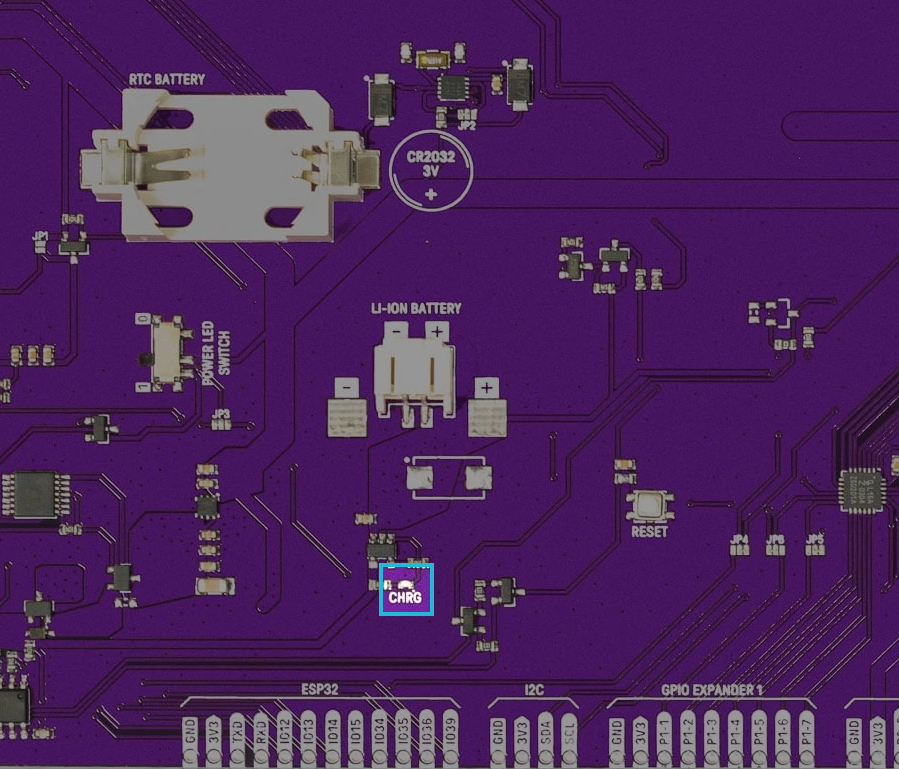 RTC BATTERY
JP2
CR2032
3V
+
JP1
LI-ION BATTERY
- +
0
POWER LED
SWITCH
1
- +
JP3
RESET
JP4 JP6 JP5
CHRG
ESP32 I2C GPIO EXPANDER 1
GND 3V3 TXD RXD IO12 IO13 IO14 IO15 IO34 IO35 IO36 IO39 GND 3V3 SDA SCL GND 3V3 P1-1 P1-2 P1-3 P1-4 P1-5 P1-6 P1-7 GND 3V3